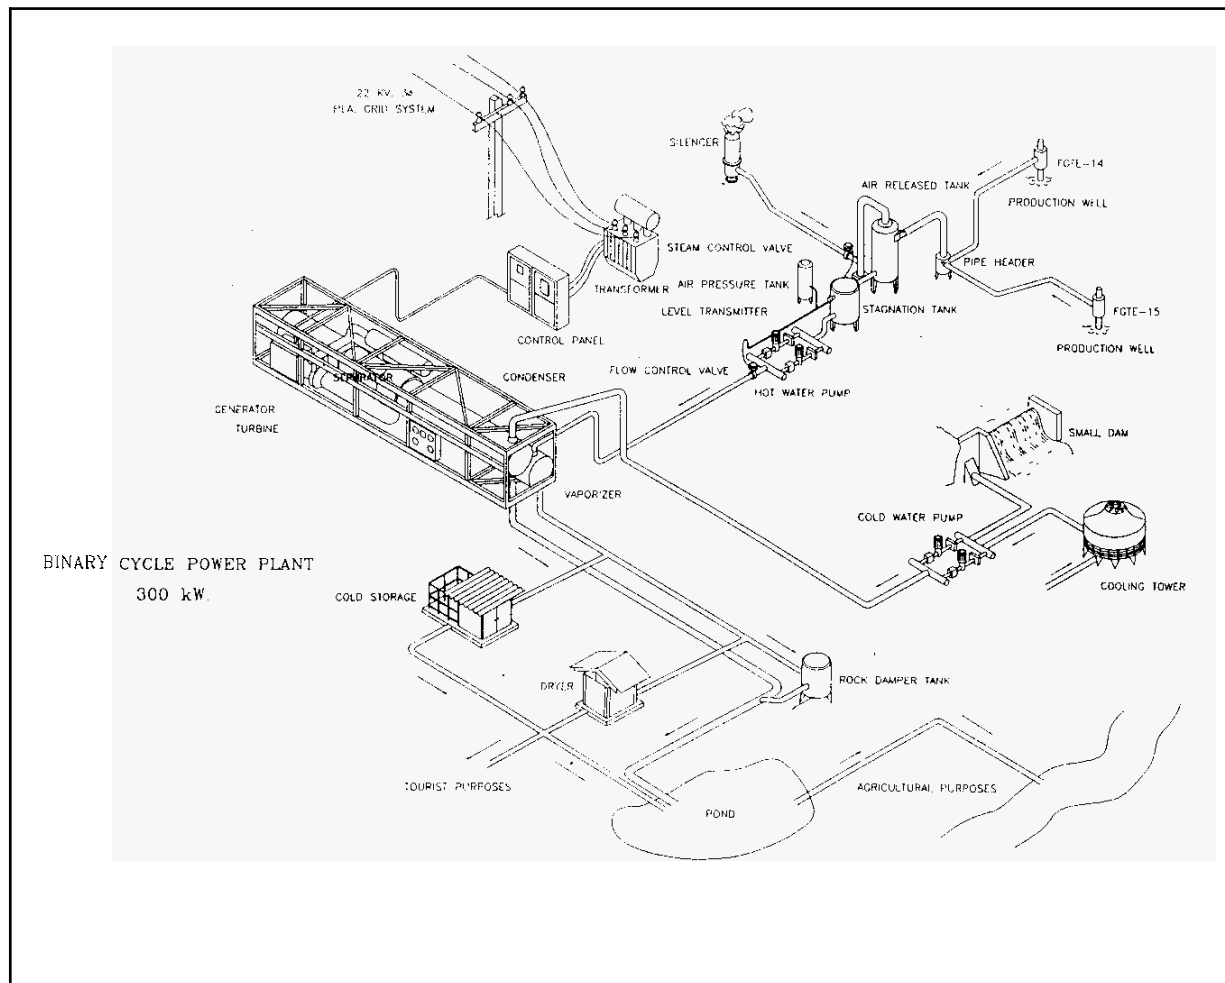 22 KV. 3Ø
PEA. GRID SYSTEM
SILENCER
FGTE-14
AIR RELEASED TANK
PRODUCTION WELL
STEAM CONTROL VALVE
PIPE HEADER
TRANSFORMER
AIR PRESSURE TANK
LEVEL TRANSMITTER
STAGNATION TANK
FGTE-15
PRODUCTION WELL
CONTROL PANEL
FLOW CONTROL VALVE
HOT WATER PUMP
SEPARATOR
CONDENSER
GENERATOR
TURBINE
SMALL DAM
VAPORIZER
COLD WATER PUMP
BINARY CYCLE POWER PLANT
300 kW.
COLD STORAGE
COOLING TOWER
DRYER
ROCK DAMPER TANK
TOURIST PURPOSES
AGRICULTURAL PURPOSES
POND